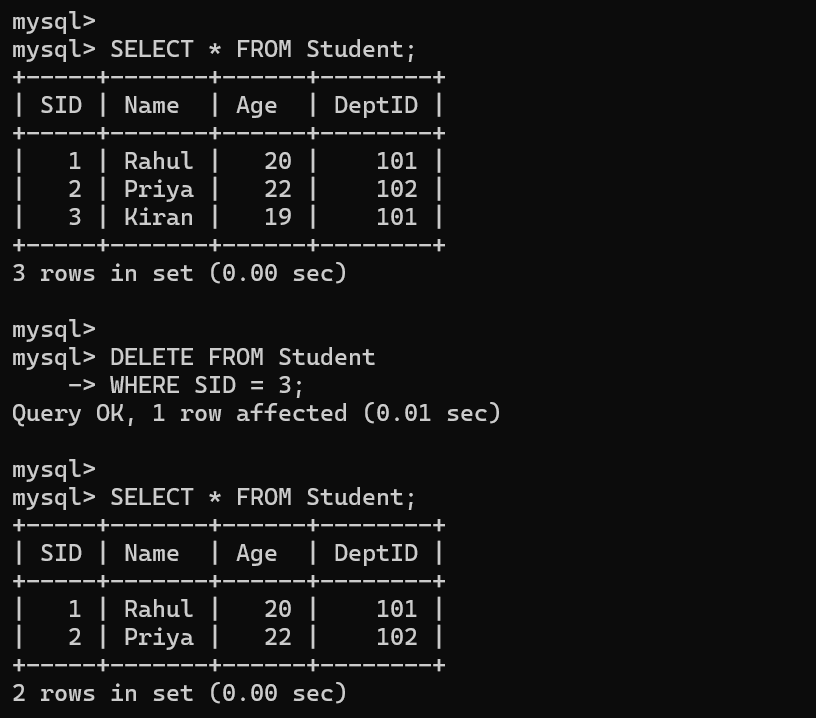 mysql>
mysql> SELECT * FROM Student;
+-----+-------+------+--------+
| SID | Name  | Age  | DeptID |
+-----+-------+------+--------+
|   1 | Rahul |   20 |    101 |
|   2 | Priya |   22 |    102 |
|   3 | Kiran |   19 |    101 |
+-----+-------+------+--------+
3 rows in set (0.00 sec)

mysql>
mysql> DELETE FROM Student
    -> WHERE SID = 3;
Query OK, 1 row affected (0.01 sec)

mysql>
mysql> SELECT * FROM Student;
+-----+-------+------+--------+
| SID | Name  | Age  | DeptID |
+-----+-------+------+--------+
|   1 | Rahul |   20 |    101 |
|   2 | Priya |   22 |    102 |
+-----+-------+------+--------+
2 rows in set (0.00 sec)